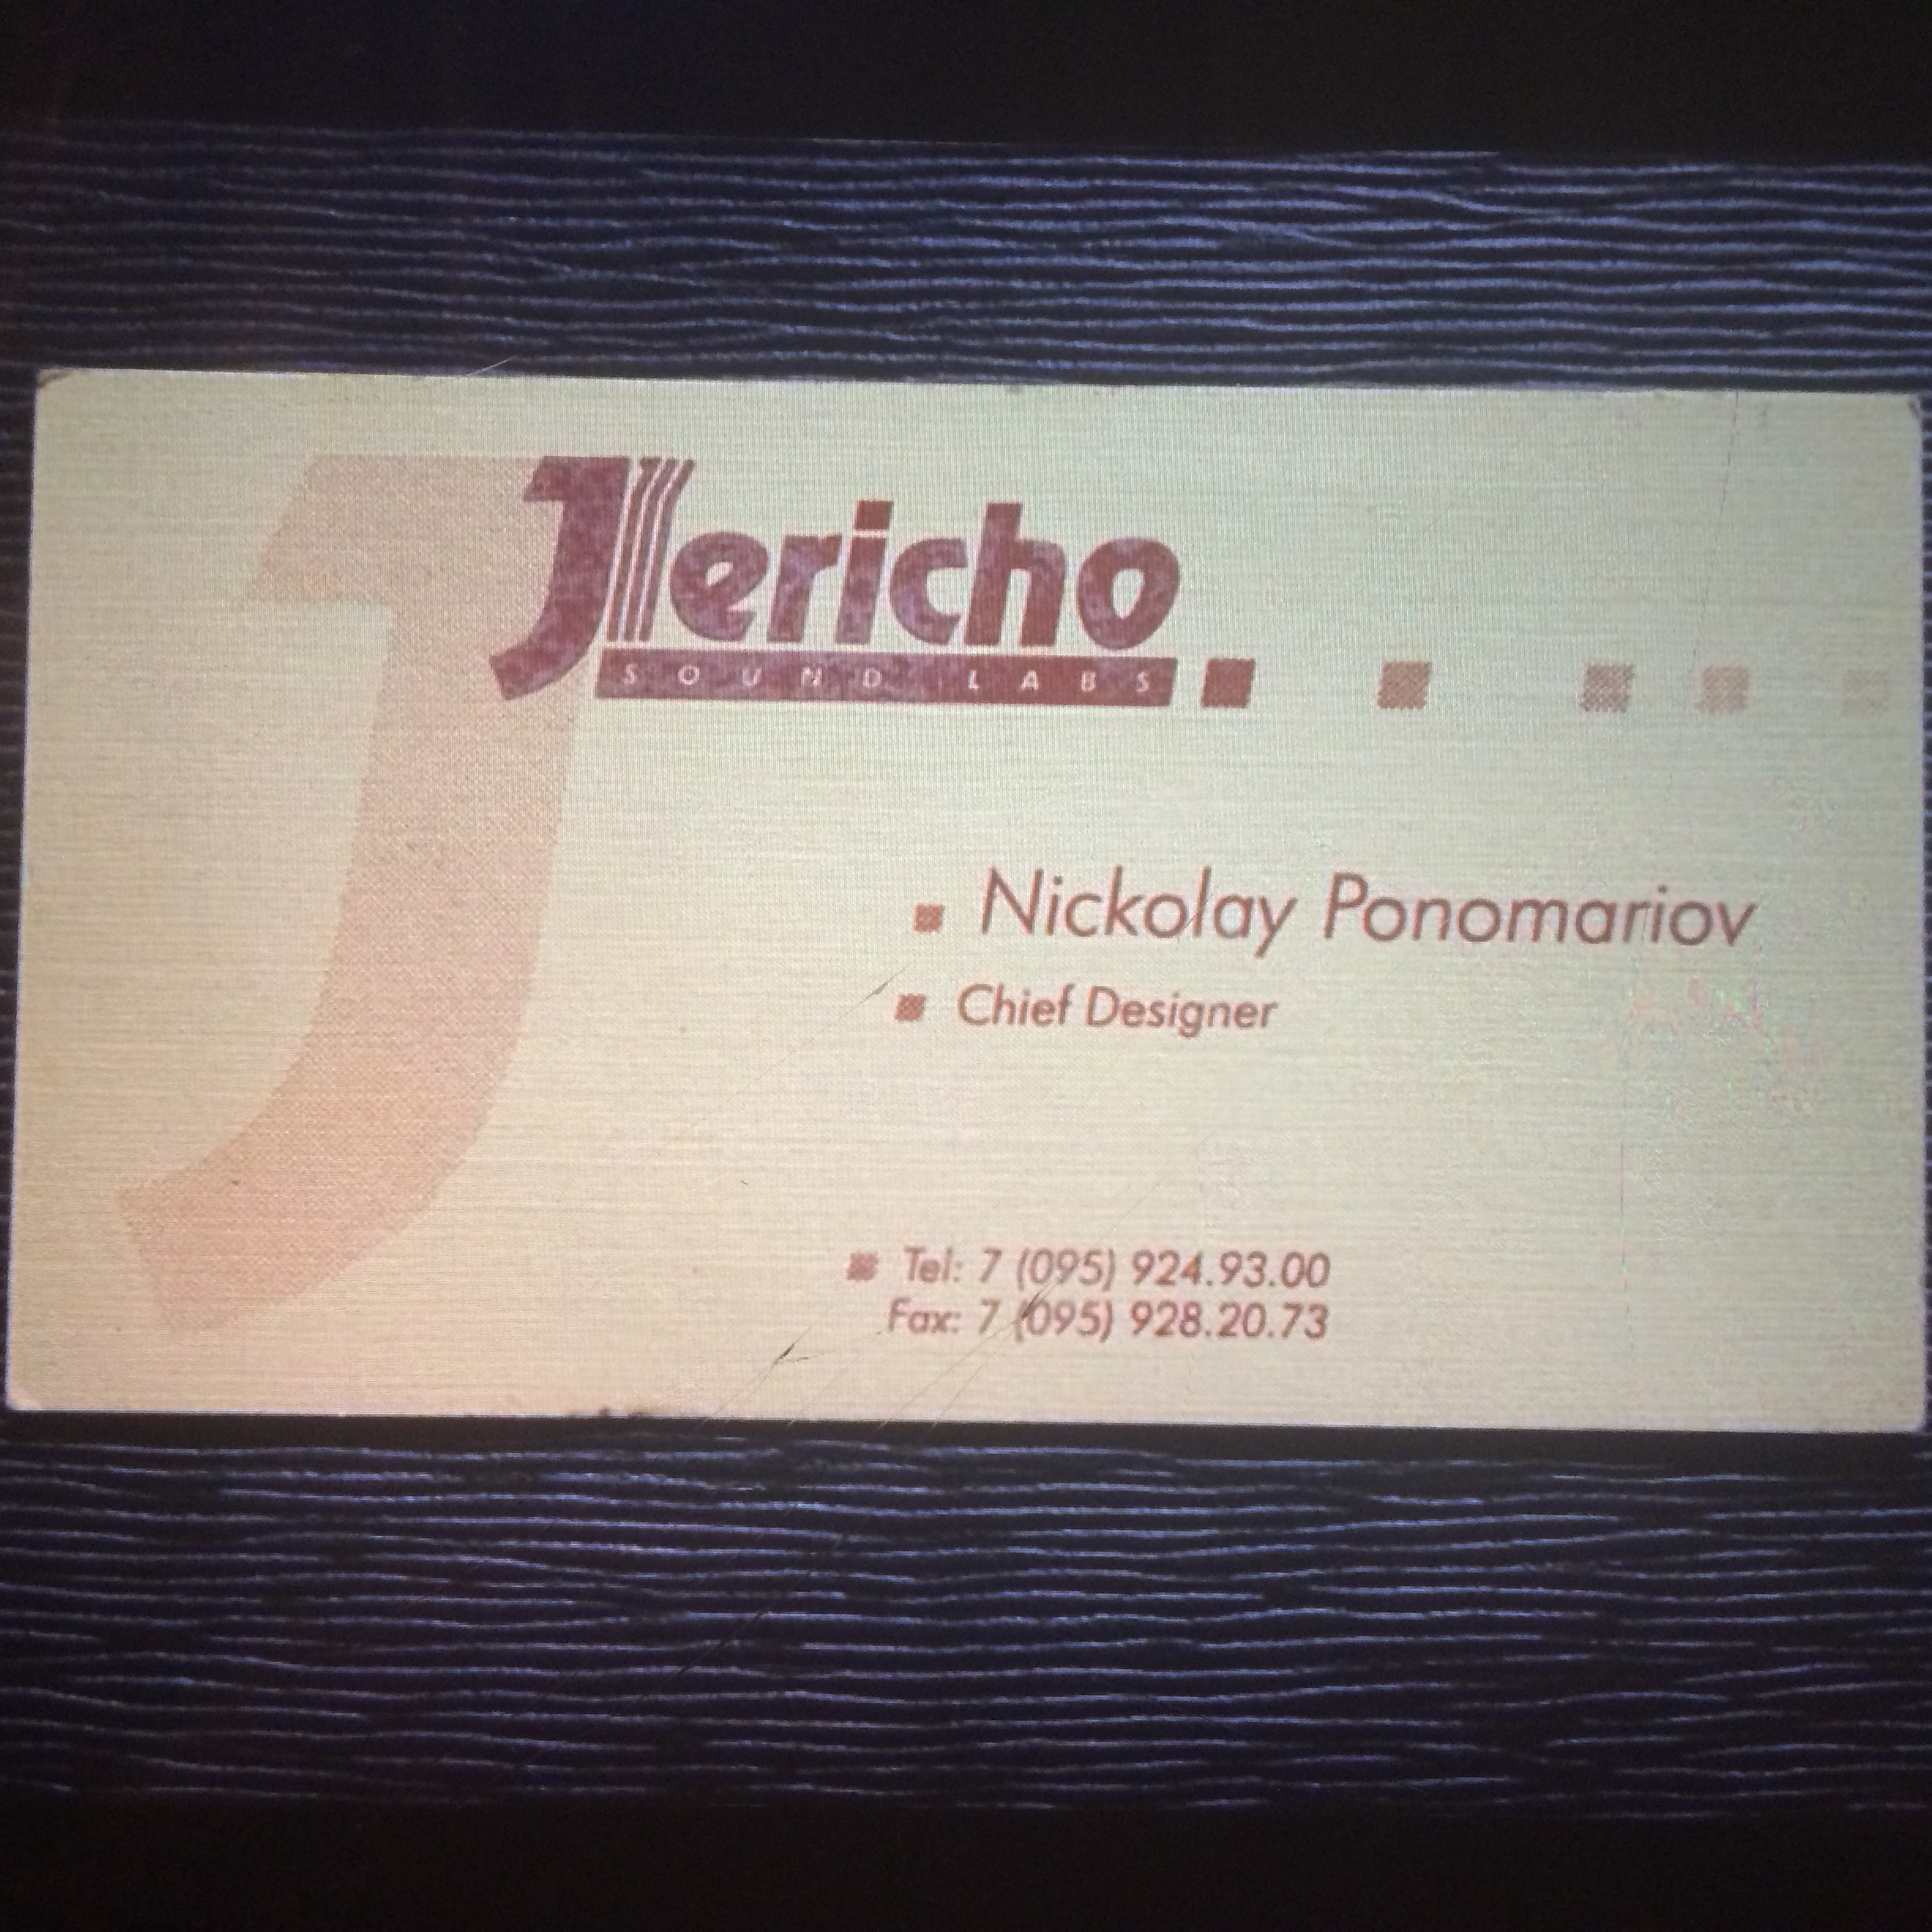 Jericho
SOUND LABS
Nickolay Ponomariov
Chief Designer
Tel: 7 (095) 924.93.00
Fax: 7 (095) 928.20.73